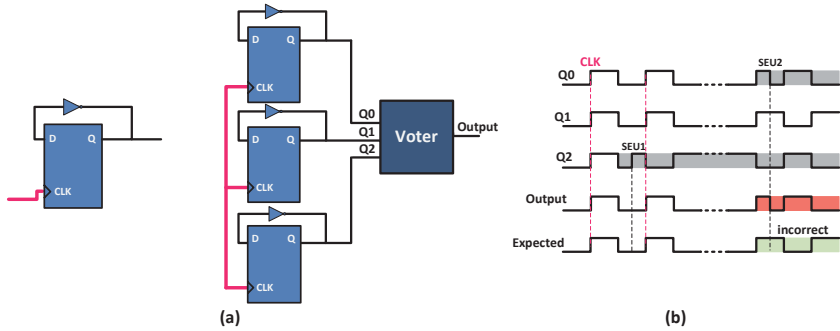 D Q
CLK
D Q
CLK
D Q
CLK
D Q
CLK
Q0
Q1
Q2
Voter
Output
(a)
CLK
SEU2
Q0
Q1
SEU1
Q2
Output
incorrect
Expected
(b)